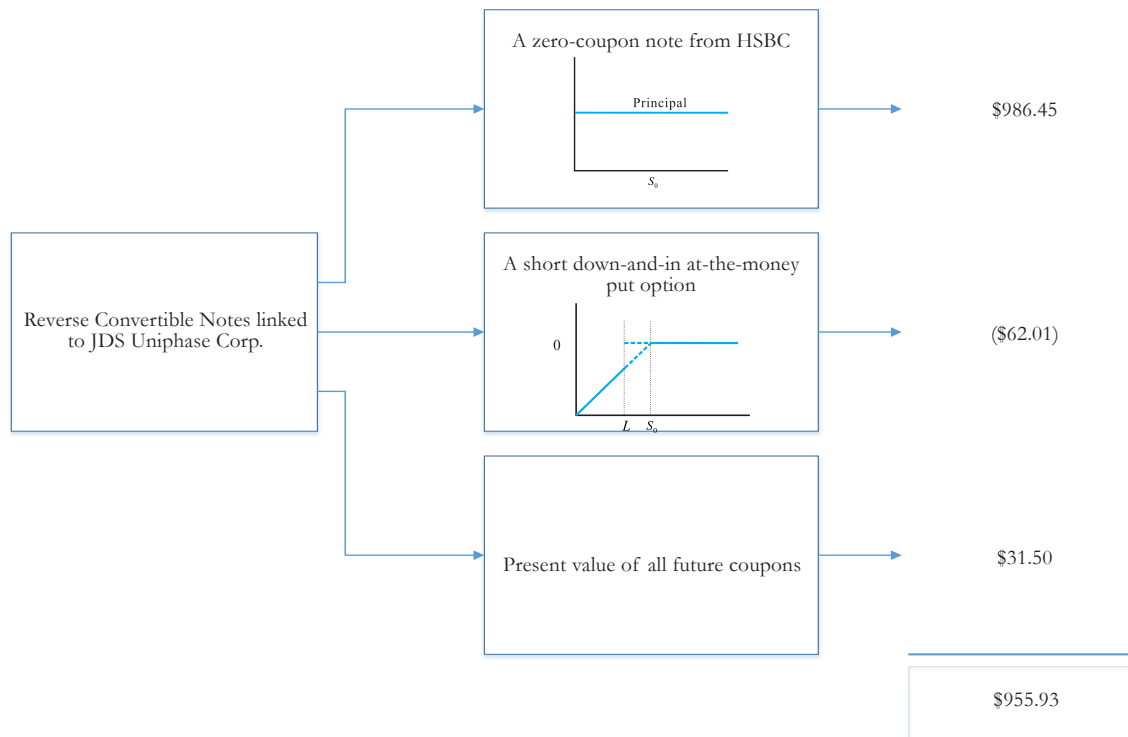 A zero-coupon note from HSBC
Principal
S₀
$986.45
Reverse Convertible Notes linked
to JDS Uniphase Corp.
A short down-and-in at-the-money
put option
0
L S₀
($62.01)
Present value of all future coupons
$31.50
$955.93